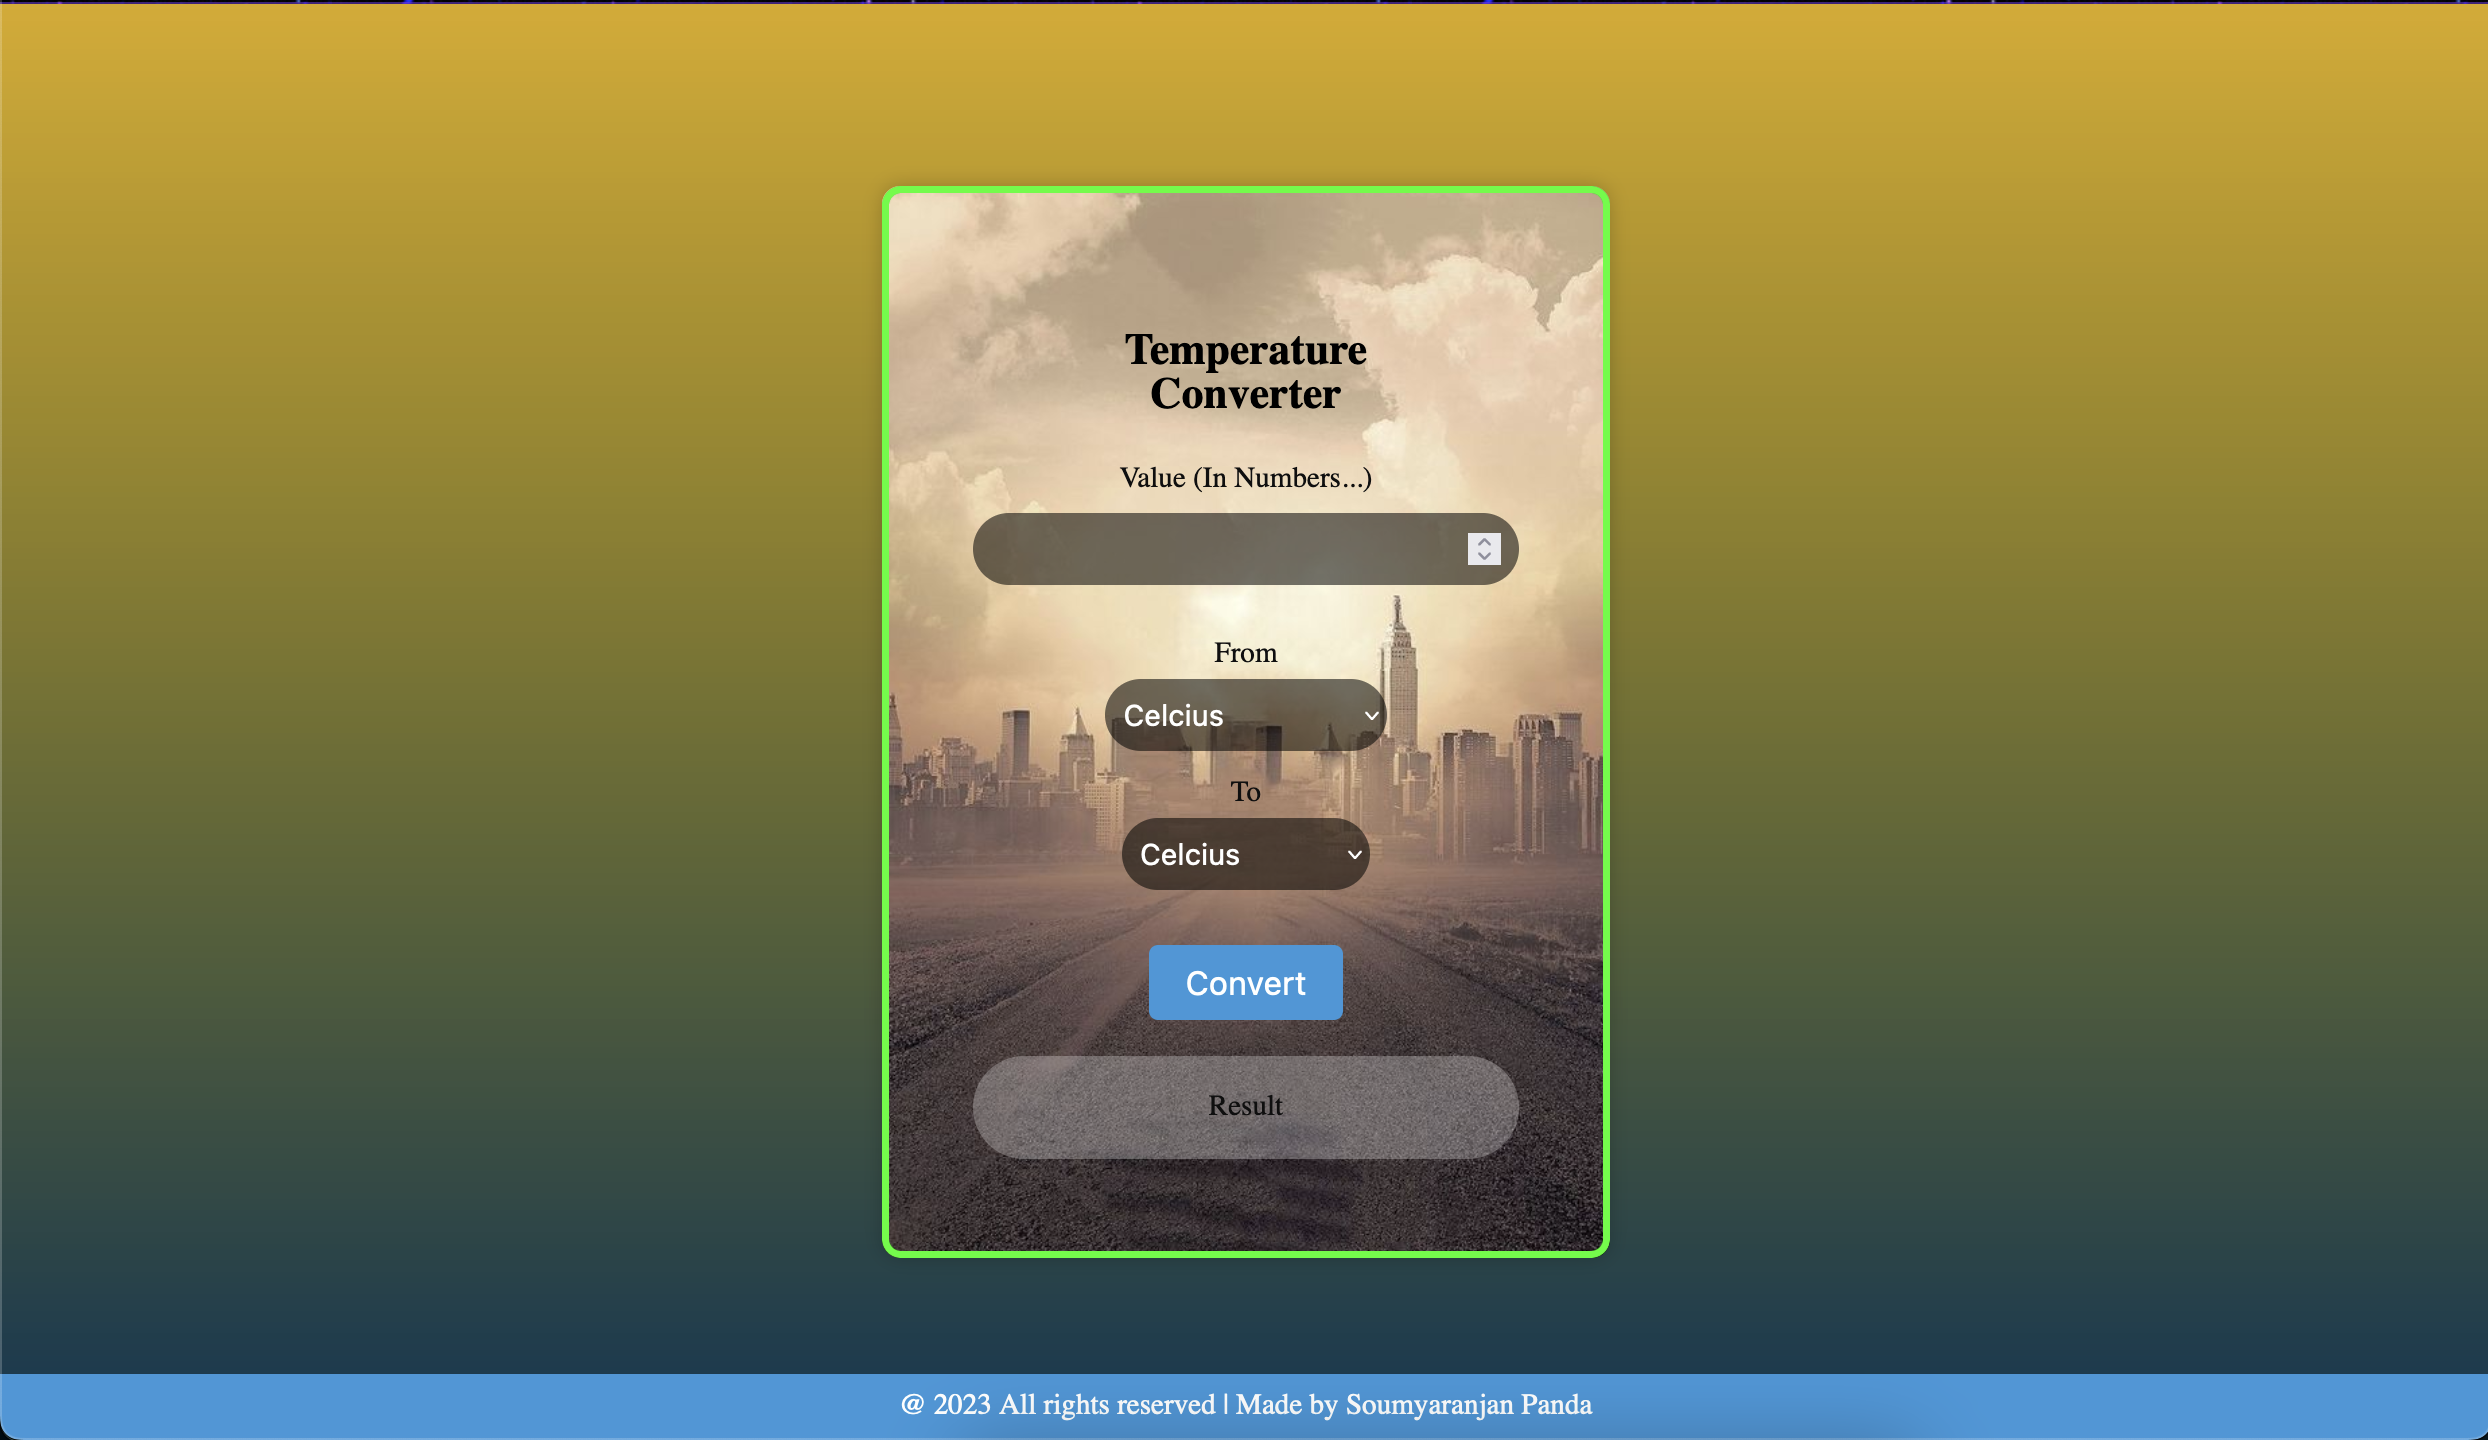 Temperature
Converter
Value (In Numbers...)
From
Celcius
To
Celcius
Convert
Result
@ 2023 All rights reserved | Made by Soumyaranjan Panda